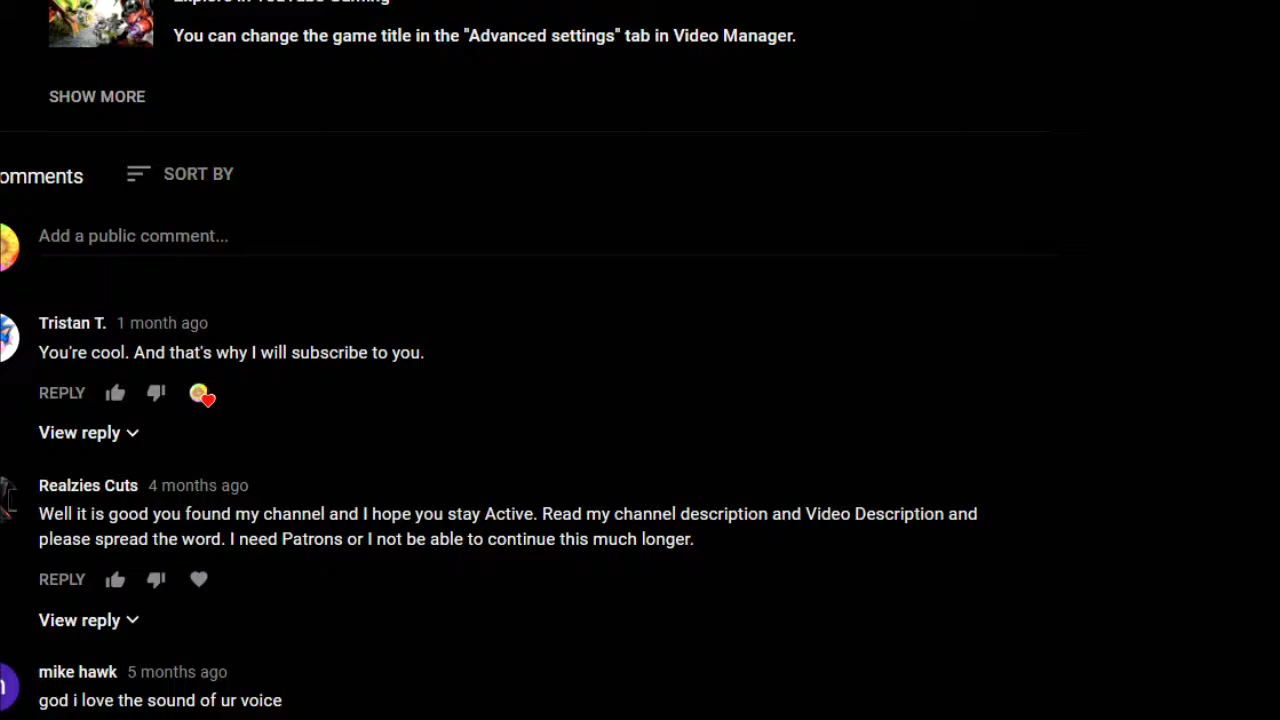 Explore in YouTube Gaming
You can change the game title in the "Advanced settings" tab in Video Manager.
SHOW MORE
omments
SORT BY
Add a public comment...
Tristan T. 1 month ago
You're cool. And that's why I will subscribe to you.
REPLY
View reply
Realzies Cuts 4 months ago
Well it is good you found my channel and I hope you stay Active. Read my channel description and Video Description and
please spread the word. I need Patrons or I not be able to continue this much longer.
REPLY
View reply
mike hawk 5 months ago
god i love the sound of ur voice